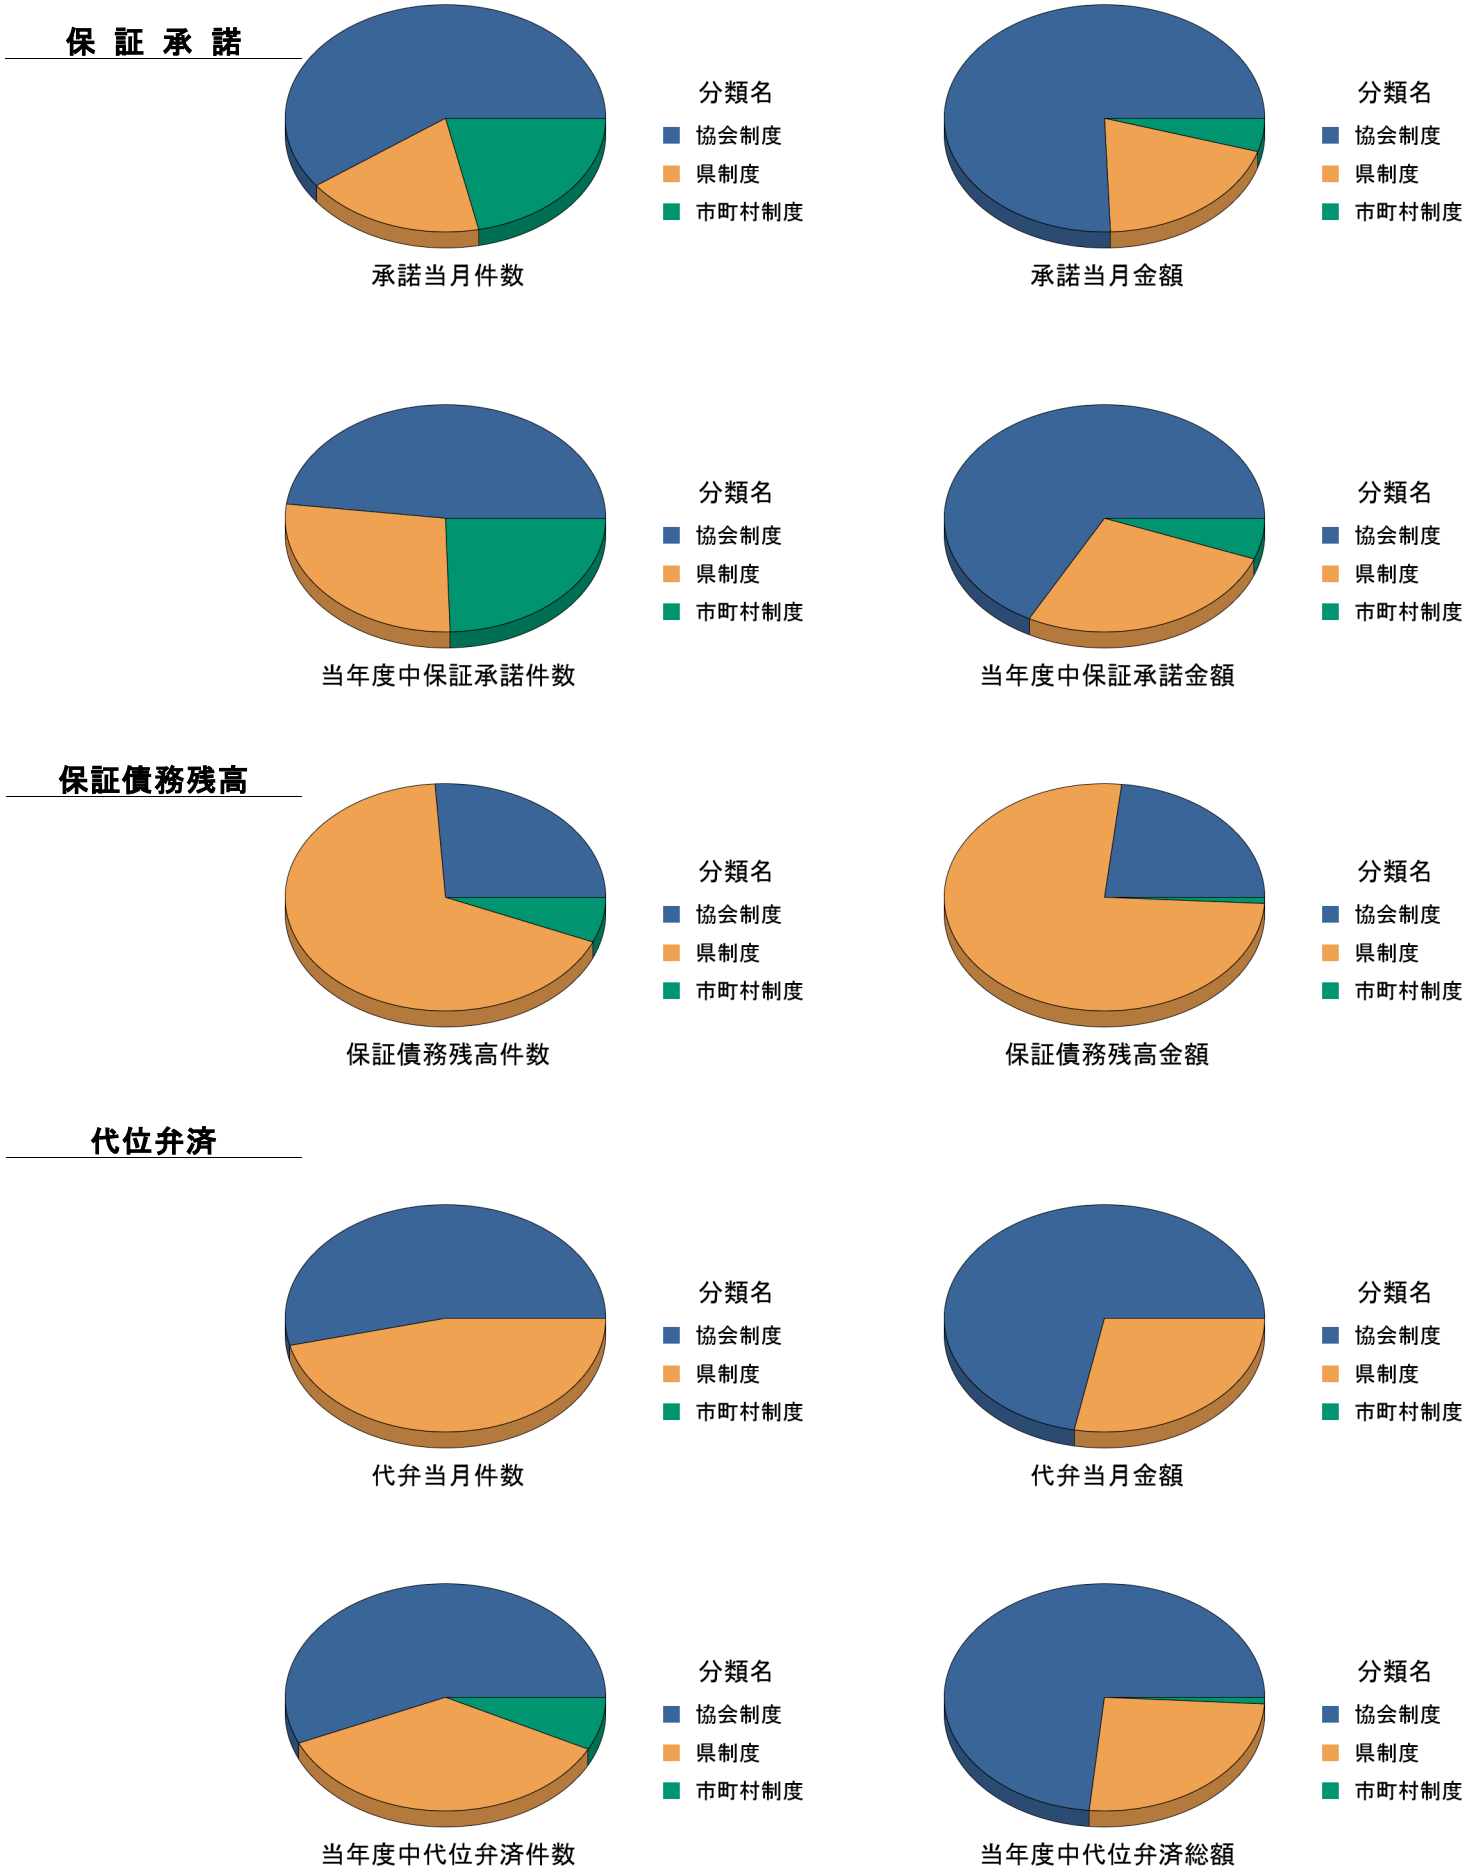 保 証 承 諾
分類名
協会制度
県制度
市町村制度
承諾当月件数
分類名
協会制度
県制度
市町村制度
承諾当月金額
分類名
協会制度
県制度
市町村制度
当年度中保証承諾件数
分類名
協会制度
県制度
市町村制度
当年度中保証承諾金額
保証債務残高
分類名
協会制度
県制度
市町村制度
保証債務残高件数
分類名
協会制度
県制度
市町村制度
保証債務残高金額
代位弁済
分類名
協会制度
県制度
市町村制度
代弁当月件数
分類名
協会制度
県制度
市町村制度
代弁当月金額
分類名
協会制度
県制度
市町村制度
当年度中代位弁済件数
分類名
協会制度
県制度
市町村制度
当年度中代位弁済総額